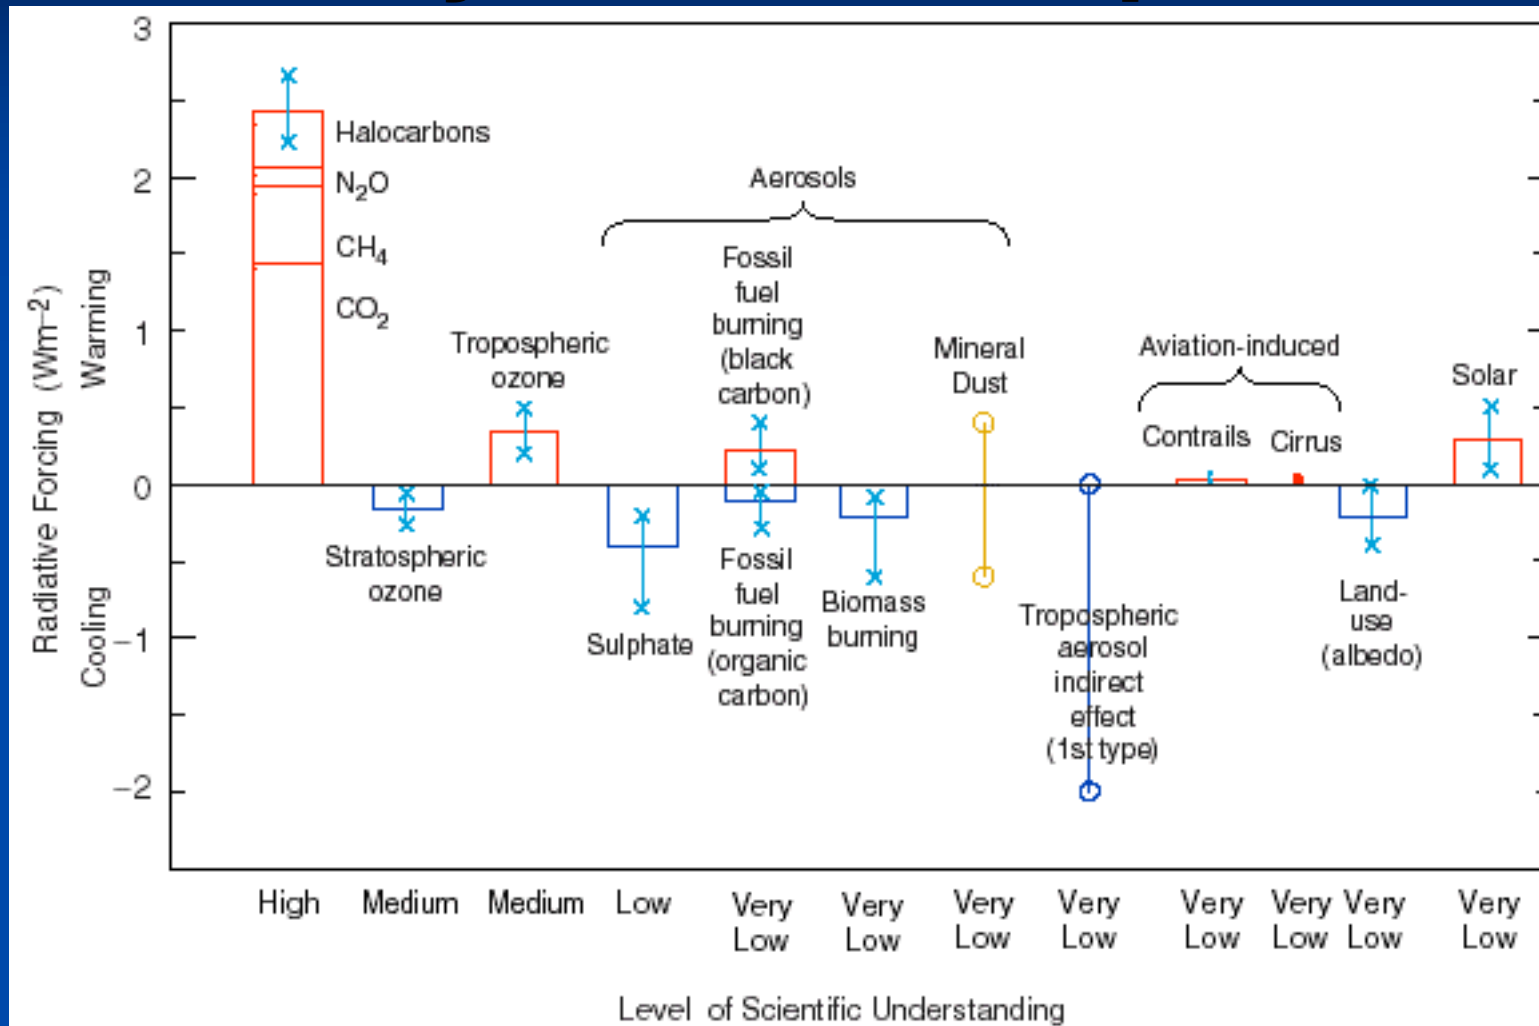 3
2
1
0
−1
−2
Radiative Forcing (Wm−2)
Warming
Cooling
Halocarbons
N2O
CH4
CO2
Stratospheric
ozone
Tropospheric
ozone
Aerosols
Sulphate
Fossil
fuel
burning
(black
carbon)
Fossil
fuel
burning
(organic
carbon)
Biomass
burning
Mineral
Dust
Tropospheric
aerosol
indirect
effect
(1st type)
Aviation-induced
Contrails
Cirrus
Land-
use
(albedo)
Solar
High
Medium
Medium
Low
Very
Low
Very
Low
Very
Low
Very
Low
Very
Low
Very
Low
Very
Low
Very
Low
Level of Scientific Understanding